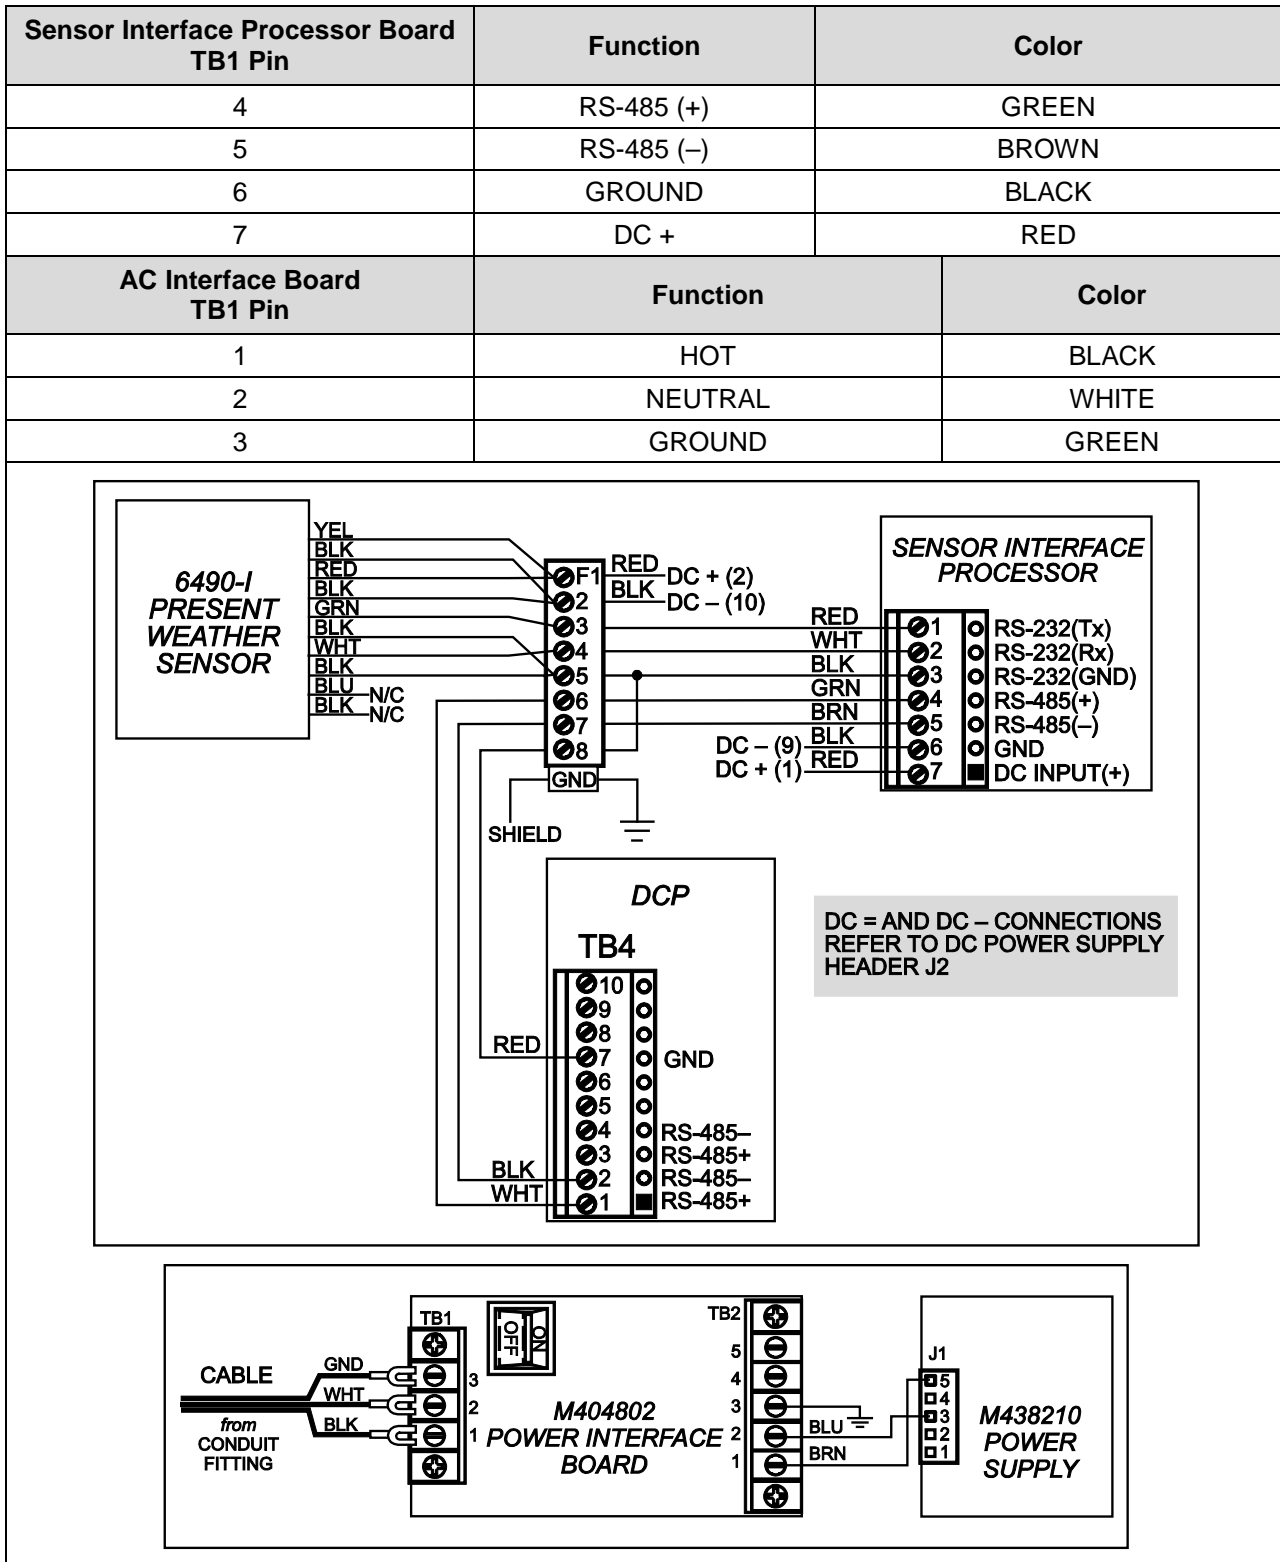 Sensor Interface Processor Board
TB1 Pin
Function
Color
4
RS-485 (+)
GREEN
5
RS-485 (–)
BROWN
6
GROUND
BLACK
7
DC +
RED
AC Interface Board
TB1 Pin
Function
Color
1
HOT
BLACK
2
NEUTRAL
WHITE
3
GROUND
GREEN
6490-I
PRESENT
WEATHER
SENSOR
YEL
BLK
RED
BLK
GRN
BLK
WHT
BLK
BLU
N/C
BLK
N/C
F1
2
3
4
5
6
7
8
GND
SHIELD
RED
DC + (2)
BLK
DC – (10)
RED
WHT
BLK
GRN
BRN
DC – (9)
BLK
DC + (1)
RED
SENSOR INTERFACE
PROCESSOR
1 RS-232(Tx)
2 RS-232(Rx)
3 RS-232(GND)
4 RS-485(+)
5 RS-485(–)
6 GND
7 DC INPUT(+)
DCP
TB4
10
9
8
RED
7 GND
6
5
4 RS-485–
3 RS-485+
BLK
2 RS-485–
WHT
1 RS-485+
DC = AND DC – CONNECTIONS
REFER TO DC POWER SUPPLY
HEADER J2
CABLE
from
CONDUIT
FITTING
GND
WHT
BLK
TB1
3
2
1
OFF
ON
M404802
POWER INTERFACE
BOARD
TB2
5
4
3
2
1
BLU
BRN
J1
5
4
3
2
1
M438210
POWER
SUPPLY